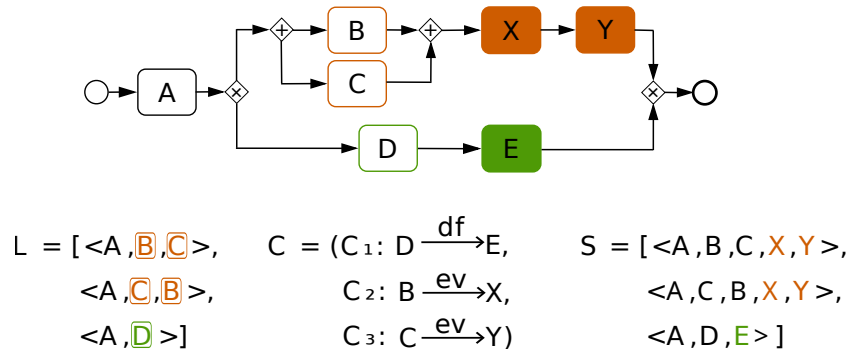 B
X
Y
C
A
D
E
L = [<A,B,C>, C = (C₁: D df→ E, S = [<A,B,C,X,Y>,
<A,C,B>, C₂: B ev→ X, <A,C,B,X,Y>,
<A,D>] C₃: C ev→ Y) <A,D,E>]